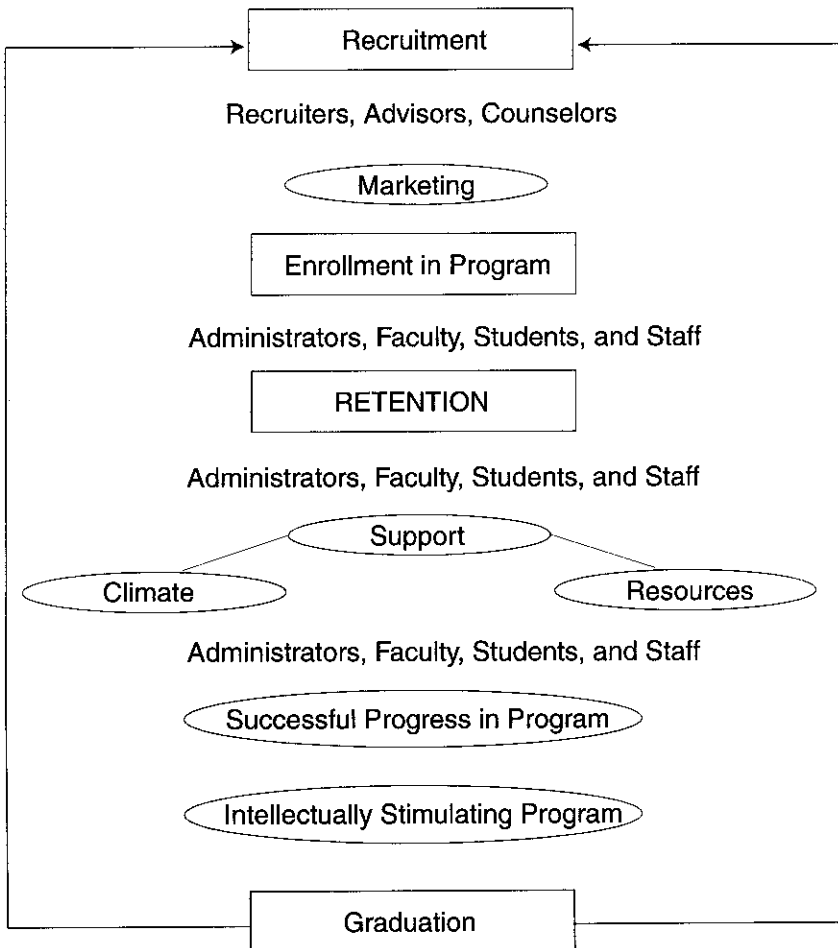 Recruitment
Recruiters, Advisors, Counselors
Marketing
Enrollment in Program
Administrators, Faculty, Students, and Staff
RETENTION
Administrators, Faculty, Students, and Staff
Support
Climate
Resources
Administrators, Faculty, Students, and Staff
Successful Progress in Program
Intellectually Stimulating Program
Graduation